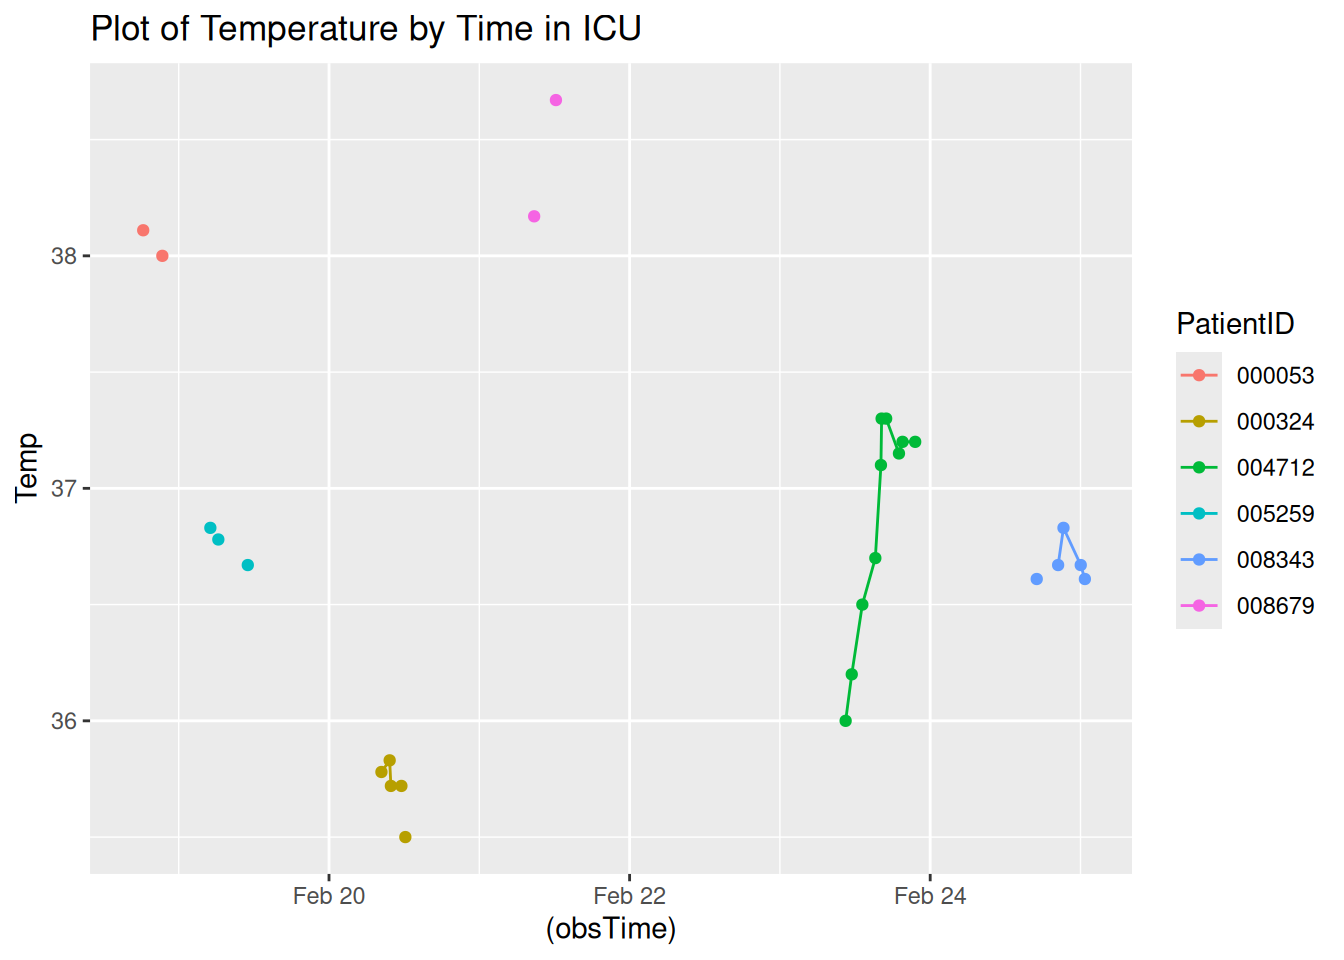 Plot of Temperature by Time in ICU
Temp
38
37
36
Feb 20
Feb 22
Feb 24
(obsTime)
PatientID
000053
000324
004712
005259
008343
008679